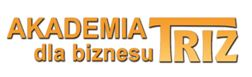 AKADEMIA
dla biznesu
TRIZ